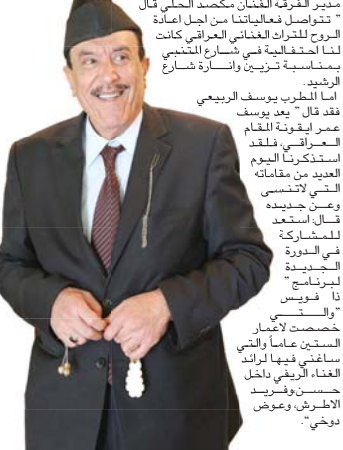 مدير الفرقة الفنان مكصد الحلي قال
" تتواصل فعالياتنا من اجل اعادة
الروح للتراث الغنائي العراقي كانت
لنا احتفالية في شارع المتنبي
بمناسبة تزيين وانارة شارع
الرشيد.
اما المطرب يوسف الربيعي
فقد قال " يعد يوسف
عمر ايقونة المقام
العراقي، فلقد
استذكرنا اليوم
العديد من مقاماته
التي لاتنسى
وعن جديده
قال: استعد
للمشاركة
في الدورة
الجديدة
لبرنامج "
ذا فويس
"والتي
خصصت لاعمار
الستين عاماً والتي
ساغني فيها لرائد
الغناء الريفي داخل
حسن وفريد
الاطرش، وعوض
دوخي".